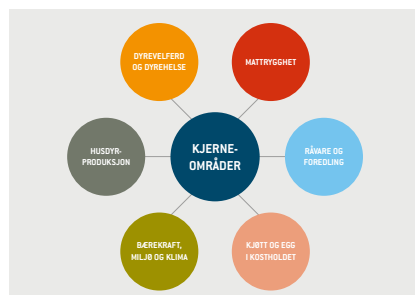 DYREVELFERD
OG DYREHELSE
MATTRYGGHET
HUSDYR-
PRODUKSJON
KJERNE-
OMRÅDER
RÅVARE OG
FOREDLING
BÆREKRAFT,
MILJØ OG KLIMA
KJØTT OG EGG
I KOSTHOLDET